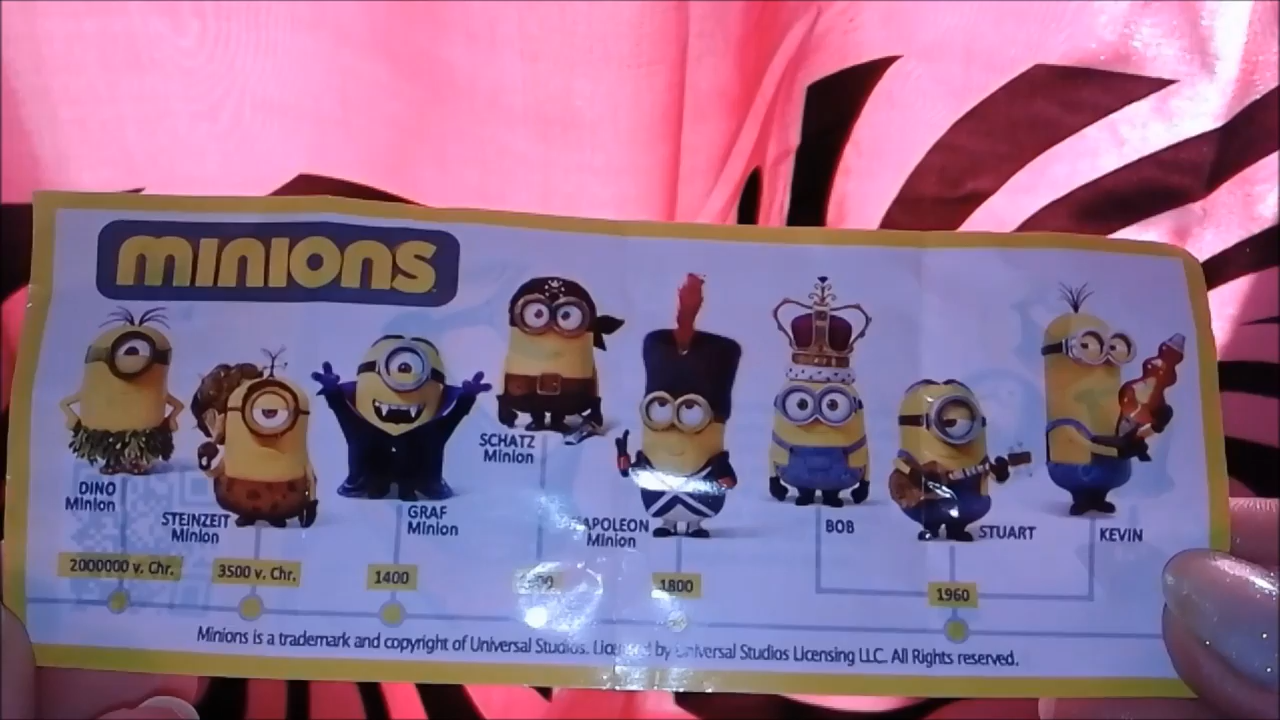 MINIONS
DINO
Minion
STEINZEIT
Minion
GRAF
Minion
SCHATZ
Minion
Minion
BOB
STUART
KEVIN
2000000 v. Chr.
3500 v. Chr.
1400
1800
1960
Minions is a trademark and copyright of Universal Studios. by Universal Studios Licensing LLC. All Rights reserved.